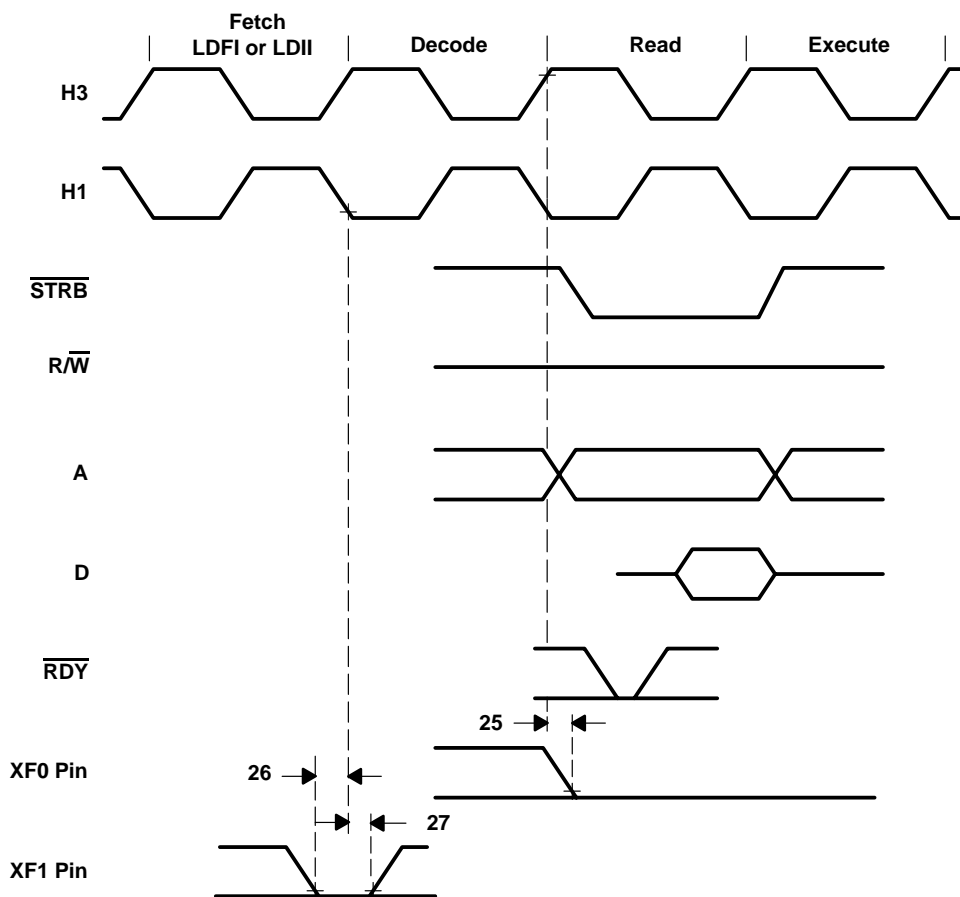 Fetch
LDFI or LDII
Decode
Read
Execute
H3
H1
STRB
R/W
A
D
RDY
25
XF0 Pin
26
27
XF1 Pin